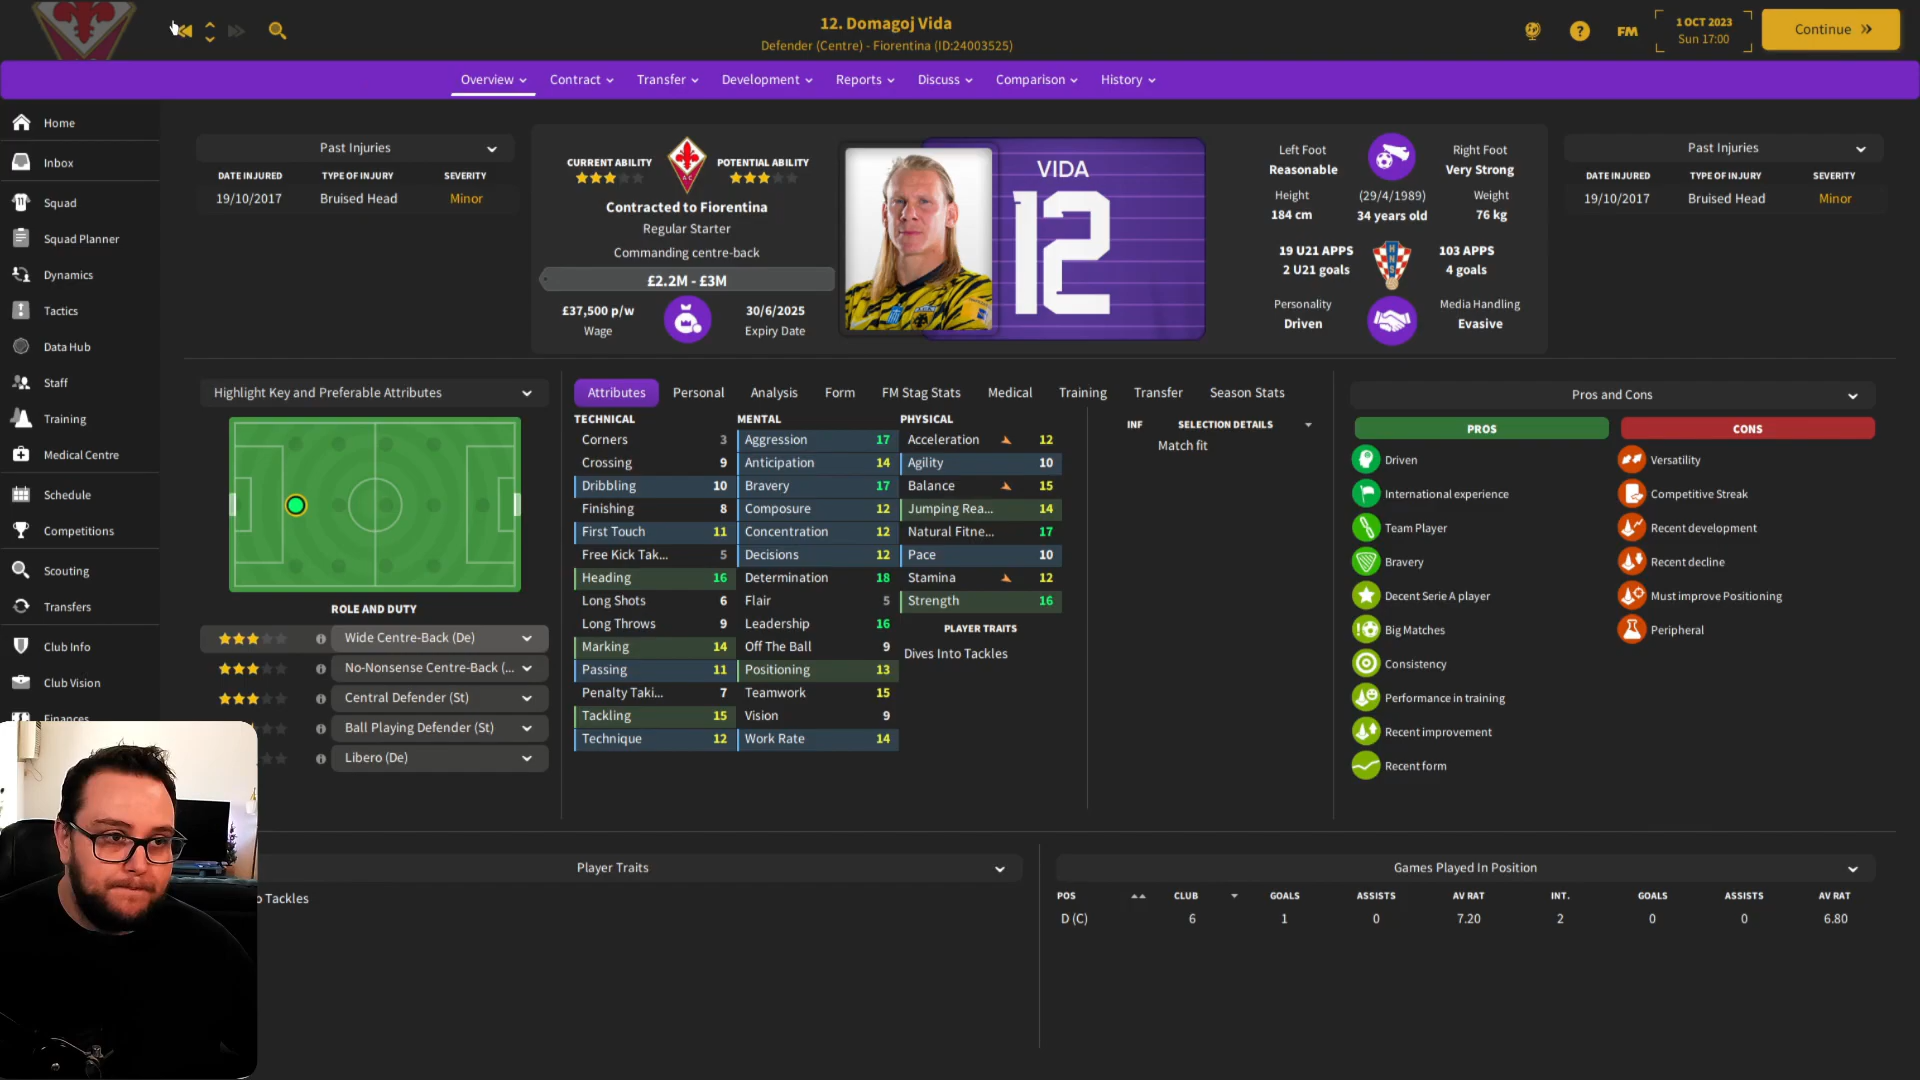 12. Domagoj Vida
Defender (Centre) - Fiorentina (ID:24003525)
FM
1 OCT 2023
Sun 17:00
Continue
Overview
Contract
Transfer
Development
Reports
Discuss
Comparison
History
Home
Inbox
Squad
Squad Planner
Dynamics
Tactics
Data Hub
Staff
Training
Medical Centre
Schedule
Competitions
Scouting
Transfers
Club Info
Club Vision
Finances
Past Injuries
DATE INJURED TYPE OF INJURY SEVERITY
19/10/2017 Bruised Head Minor
CURRENT ABILITY
POTENTIAL ABILITY
Contracted to Fiorentina
Regular Starter
Commanding centre-back
£2.2M - £3M
£37,500 p/w
Wage
30/6/2025
Expiry Date
VIDA
12
Left Foot
Reasonable
Right Foot
Very Strong
Height
184 cm
(29/4/1989)
34 years old
Weight
76 kg
19 U21 APPS
2 U21 goals
103 APPS
4 goals
Personality
Driven
Media Handling
Evasive
Past Injuries
DATE INJURED TYPE OF INJURY SEVERITY
19/10/2017 Bruised Head Minor
Highlight Key and Preferable Attributes
ROLE AND DUTY
Wide Centre-Back (De)
No-Nonsense Centre-Back (...
Central Defender (St)
Ball Playing Defender (St)
Libero (De)
Attributes Personal Analysis Form FM Stag Stats Medical Training Transfer Season Stats
TECHNICAL
Corners 3
Crossing 9
Dribbling 10
Finishing 8
First Touch 11
Free Kick Tak... 5
Heading 16
Long Shots 6
Long Throws 9
Marking 14
Passing 11
Penalty Taki... 7
Tackling 15
Technique 12
MENTAL
Aggression 17
Anticipation 14
Bravery 17
Composure 12
Concentration 12
Decisions 12
Determination 18
Flair 5
Leadership 16
Off The Ball 9
Positioning 13
Teamwork 15
Vision 9
Work Rate 14
PHYSICAL
Acceleration 12
Agility 10
Balance 15
Jumping Rea... 14
Natural Fitne... 17
Pace 10
Stamina 12
Strength 16
PLAYER TRAITS
Dives Into Tackles
INF SELECTION DETAILS
Match fit
Pros and Cons
PROS
Driven
International experience
Team Player
Bravery
Decent Serie A player
Big Matches
Consistency
Performance in training
Recent improvement
Recent form
CONS
Versatility
Competitive Streak
Recent development
Recent decline
Must improve Positioning
Peripheral
Player Traits
o Tackles
Games Played In Position
POS CLUB GOALS ASSISTS AV RAT INT. GOALS ASSISTS AV RAT
D (C) 6 1 0 7.20 2 0 0 6.80